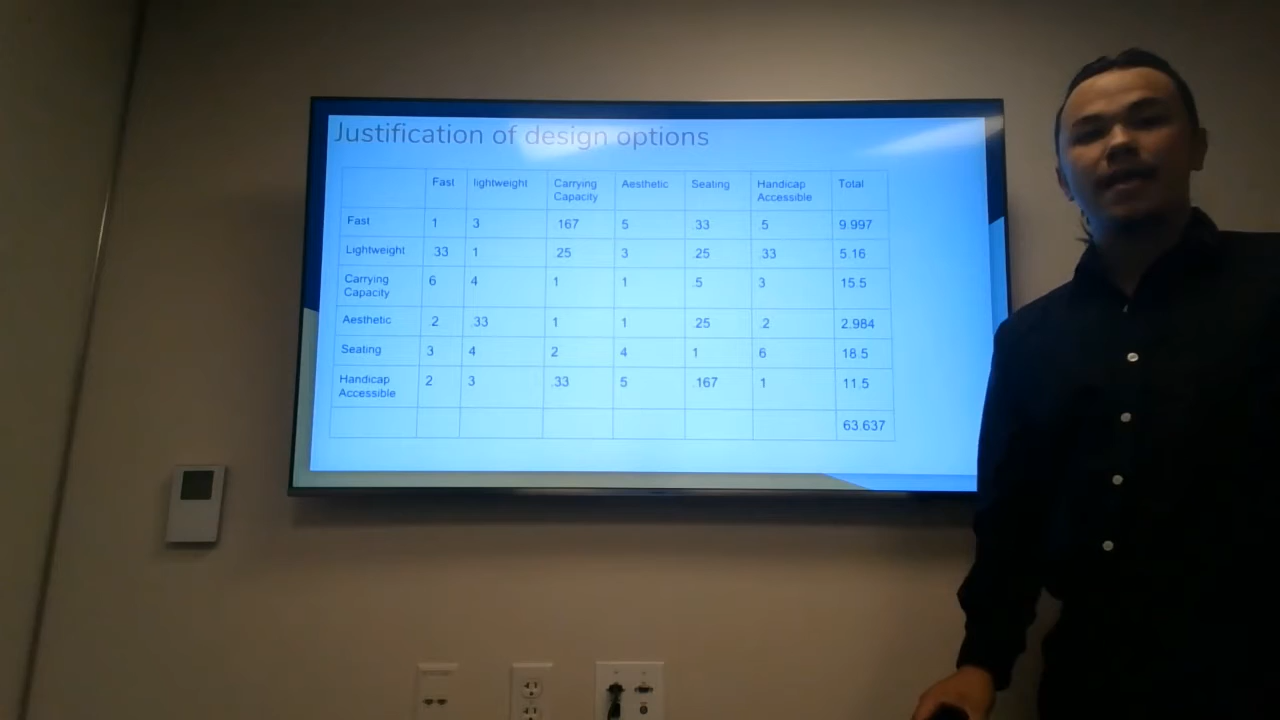 Justification of design options
Fast lightweight Carrying Capacity Aesthetic Seating Handicap Accessible Total
Fast 1 3 .167 5 .33 .5 9.997
Lightweight .33 1 .25 3 .25 .33 5.16
Carrying Capacity 6 4 1 1 .5 3 15.5
Aesthetic .2 .33 1 1 .25 .2 2.984
Seating 3 4 2 4 1 6 18.5
Handicap Accessible 2 3 .33 5 .167 1 11.5
63.637